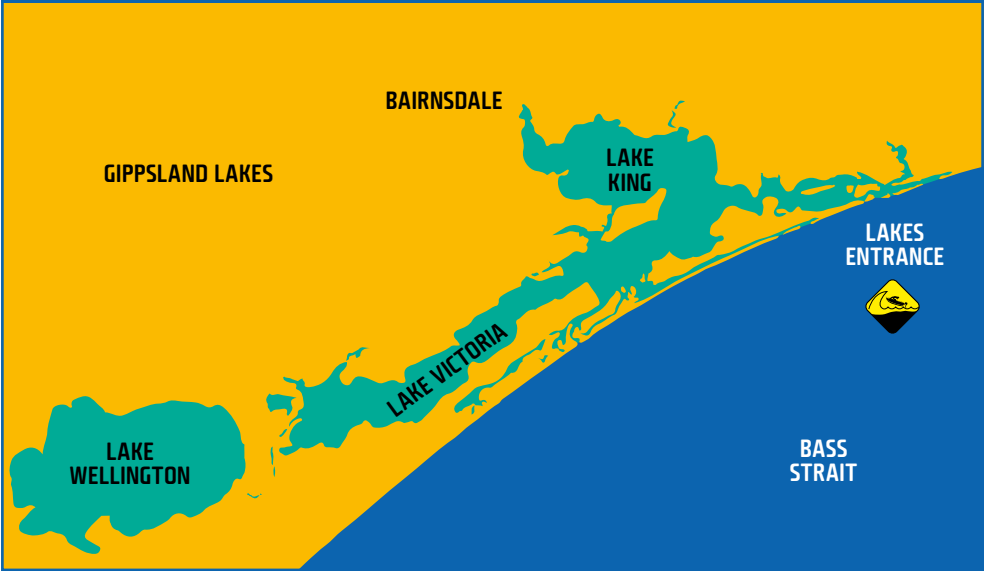 BAIRNSDALE
GIPPSLAND LAKES
LAKE
KING
LAKES
ENTRANCE
LAKE VICTORIA
LAKE
WELLINGTON
BASS
STRAIT